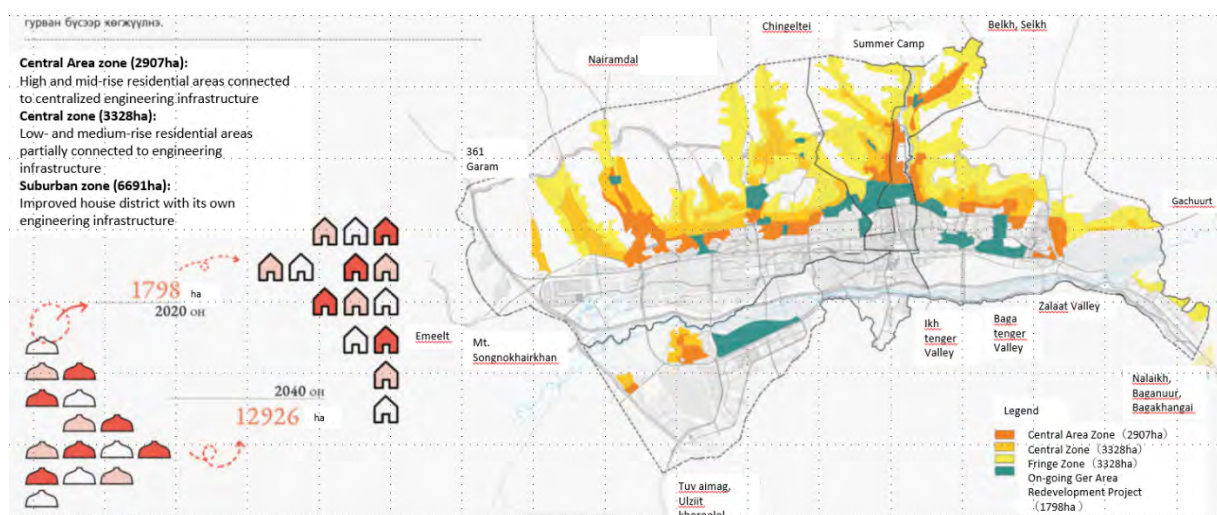 гурван бүсээр хөгжүүлнэ.
Central Area zone (2907ha):
High and mid-rise residential areas connected
to centralized engineering infrastructure
Central zone (3328ha):
Low- and medium-rise residential areas
partially connected to engineering
infrastructure
Suburban zone (6691ha):
Improved house district with its own
engineering infrastructure
1798 ha
2020 он
2040 он
12926 ha
Chingeltei
Belkh, Selkh
Summer Camp
Nairamdal
361
Garam
Gachuurt
Emeelt
Mt.
Songnokhairkhan
Ikh
tenger
Valley
Baga
tenger
Valley
Zalaat Valley
Nalaikh,
Baganuur,
Bagakhangai
Tuv aimag,
Ulziit
Legend
Central Area Zone (2907ha)
Central Zone (3328ha)
Fringe Zone (3328ha)
On-going Ger Area
Redevelopment Project
(1798ha)